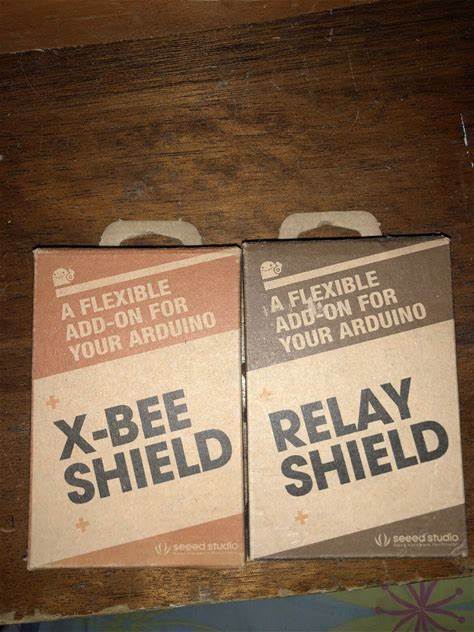 A FLEXIBLE
ADD-ON FOR
YOUR ARDUINO
X-BEE
SHIELD
seeed studio
A FLEXIBLE
ADD-ON FOR
YOUR ARDUINO
RELAY
SHIELD
seeed studio